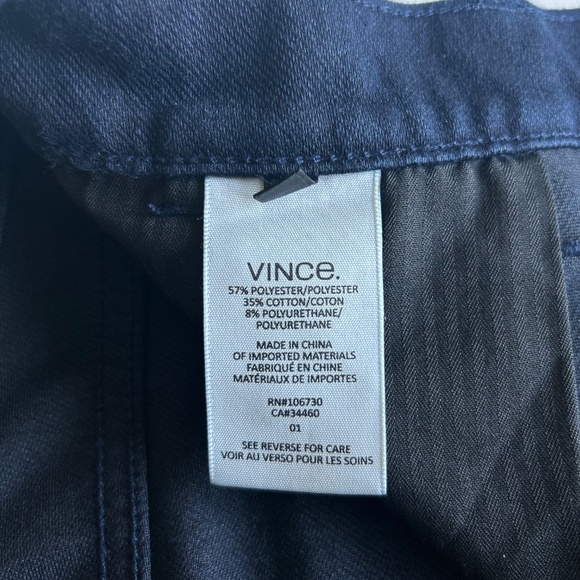 VINCE.
57% POLYESTER/POLYESTER
35% COTTON/COTON
8% POLYURETHANE/
POLYURETHANE
MADE IN CHINA
OF IMPORTED MATERIALS
FABRIQUÉ EN CHINE
MATÉRIAUX DE IMPORTES
RN#106730
CA#34460
01
SEE REVERSE FOR CARE
VOIR AU VERSO POUR LES SOINS